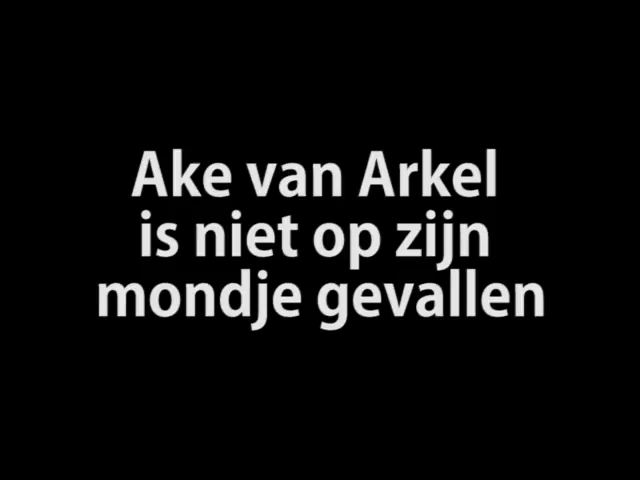 Ake van Arkel
is niet op zijn
mondje gevallen